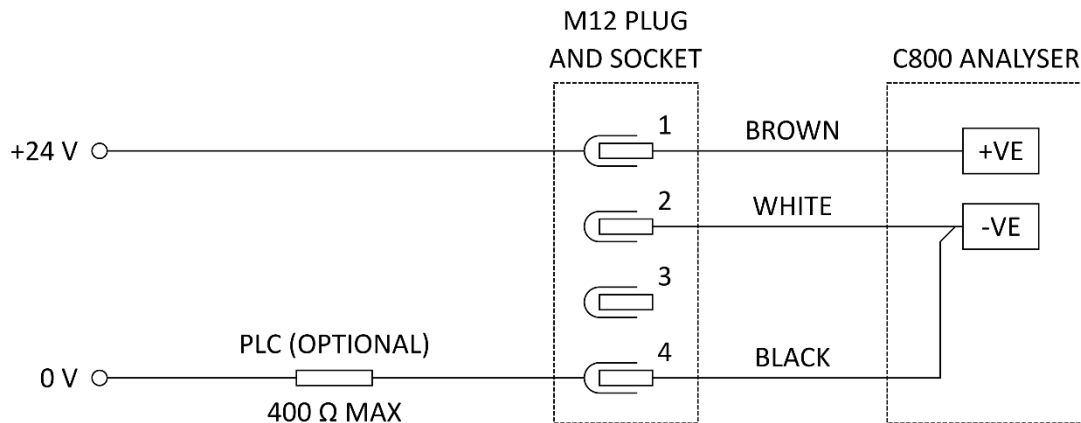 M12 PLUG
AND SOCKET
C800 ANALYSER
1
BROWN
+24 V
+VE
2
WHITE
-VE
3
PLC (OPTIONAL)
4
BLACK
0 V
400 Ω MAX